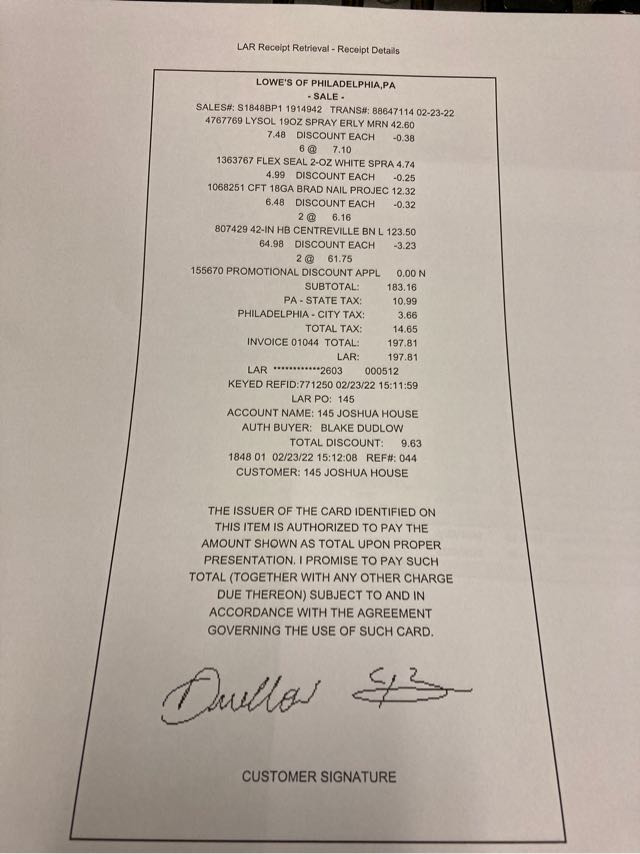 LAR Receipt Retrieval - Receipt Details
LOWE'S OF PHILADELPHIA,PA
- SALE -
SALES#: S1848BP1 1914942 TRANS#: 88647114 02-23-22
4767769 LYSOL 19OZ SPRAY ERLY MRN 42.60
7.48 DISCOUNT EACH -0.38
6 @ 7.10
1363767 FLEX SEAL 2-OZ WHITE SPRA 4.74
4.99 DISCOUNT EACH -0.25
1068251 CFT 18GA BRAD NAIL PROJEC 12.32
6.48 DISCOUNT EACH -0.32
2 @ 6.16
807429 42-IN HB CENTREVILLE BN L 123.50
64.98 DISCOUNT EACH -3.23
2 @ 61.75
155670 PROMOTIONAL DISCOUNT APPL 0.00 N
SUBTOTAL: 183.16
PA - STATE TAX: 10.99
PHILADELPHIA - CITY TAX: 3.66
TOTAL TAX: 14.65
INVOICE 01044 TOTAL: 197.81
LAR: 197.81
LAR ************2603 000512
KEYED REFID:771250 02/23/22 15:11:59
LAR PO: 145
ACCOUNT NAME: 145 JOSHUA HOUSE
AUTH BUYER: BLAKE DUDLOW
TOTAL DISCOUNT: 9.63
1848 01 02/23/22 15:12:08 REF#: 044
CUSTOMER: 145 JOSHUA HOUSE
THE ISSUER OF THE CARD IDENTIFIED ON
THIS ITEM IS AUTHORIZED TO PAY THE
AMOUNT SHOWN AS TOTAL UPON PROPER
PRESENTATION. I PROMISE TO PAY SUCH
TOTAL (TOGETHER WITH ANY OTHER CHARGE
DUE THEREON) SUBJECT TO AND IN
ACCORDANCE WITH THE AGREEMENT
GOVERNING THE USE OF SUCH CARD.
CUSTOMER SIGNATURE